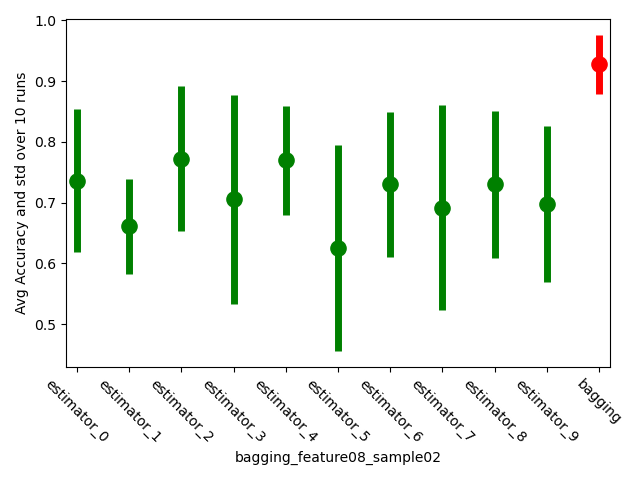 1.0
0.9
0.8
0.7
0.6
0.5
Avg Accuracy and std over 10 runs
estimator_0
estimator_1
estimator_2
estimator_3
estimator_4
estimator_5
estimator_6
estimator_7
estimator_8
estimator_9
bagging
bagging_feature08_sample02